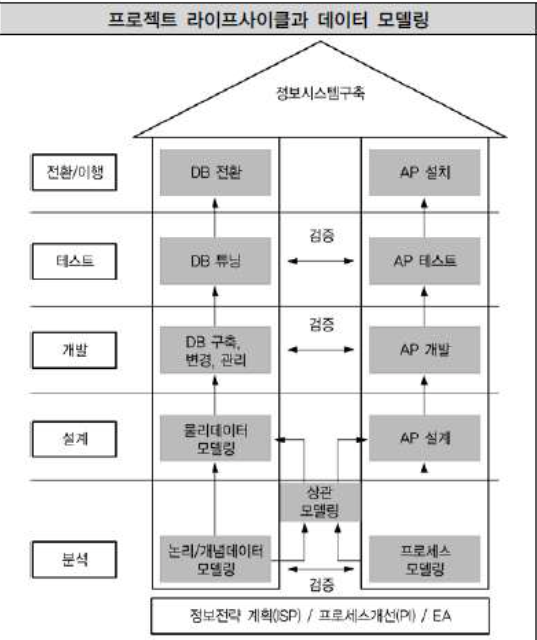 프로젝트 라이프사이클과 데이터 모델링
정보시스템구축
전환/이행
DB 전환
AP 설치
테스트
DB 튜닝
검증
AP 테스트
개발
DB 구축,
변경, 관리
검증
AP 개발
설계
물리데이터
모델링
AP 설계
상관
모델링
분석
논리/개념데이터
모델링
검증
프로세스
모델링
정보전략 계획(ISP) / 프로세스개선(PI) / EA